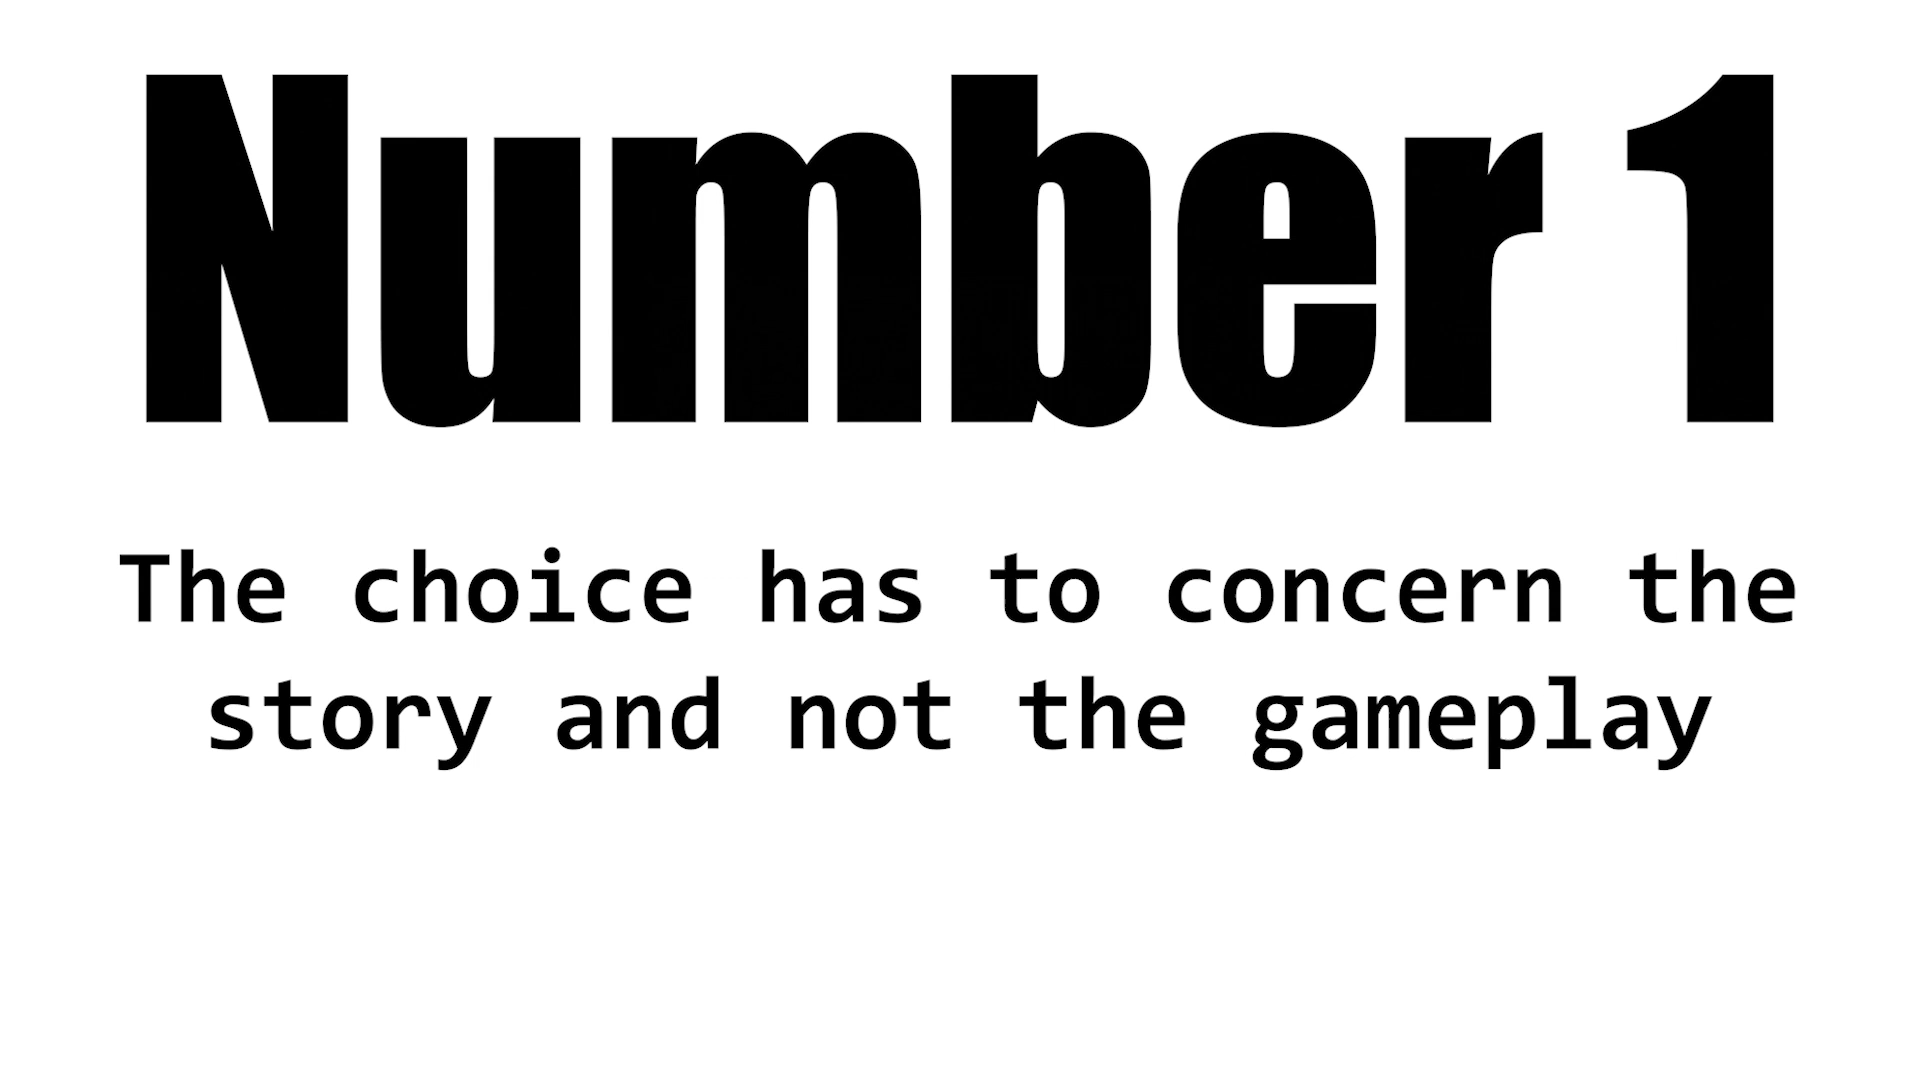 Number 1
The choice has to concern the
story and not the gameplay